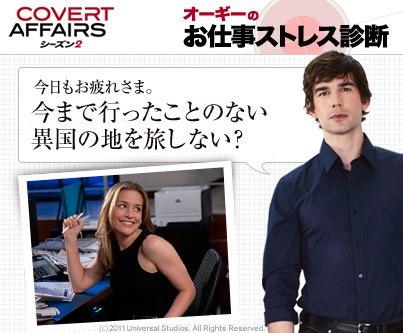 COVERT
AFFAIRS
シーズン2
オーギーの
お仕事ストレス診断
今日もお疲れさま。
今まで行ったことのない
異国の地を旅しない?
(c)2011 Universal Studios. All Rights Reserved.